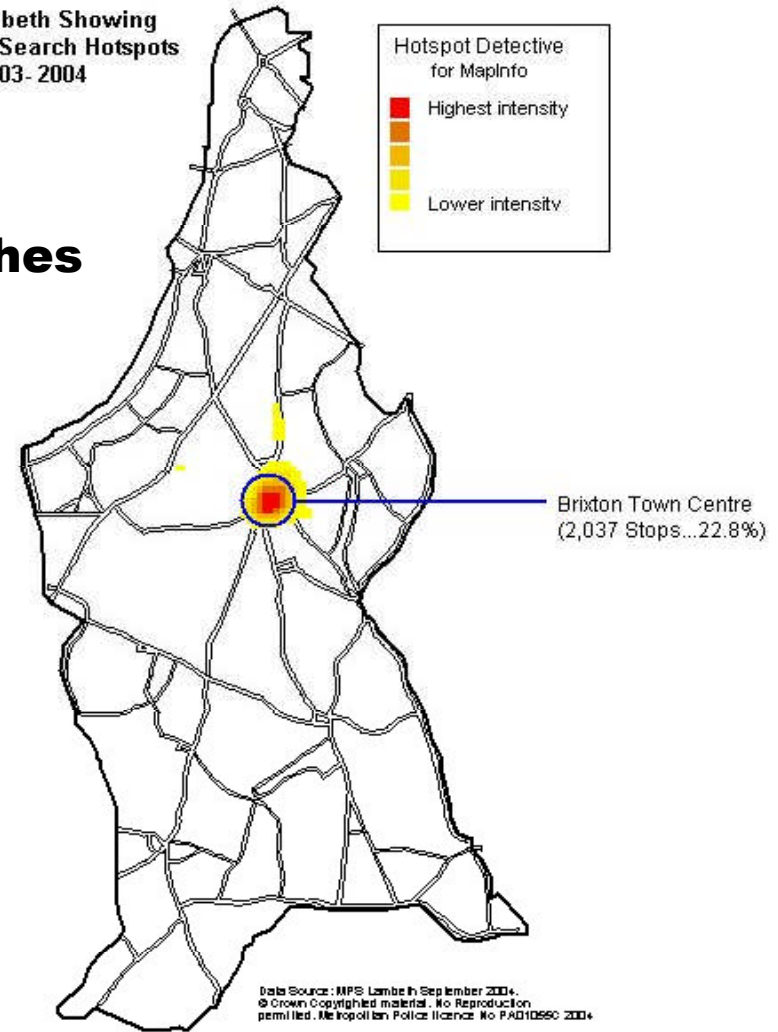 beth Showing
Search Hotspots
03- 2004
hes
Hotspot Detective
for MapInfo
Highest intensity
Lower intensity
Brixton Town Centre
(2,037 Stops...22.8%)
Data Source: MPS Lambeth September 2004.
© Crown Copyrighted material. No Reproduction
permitted. Metropolitan Police licence No
2004